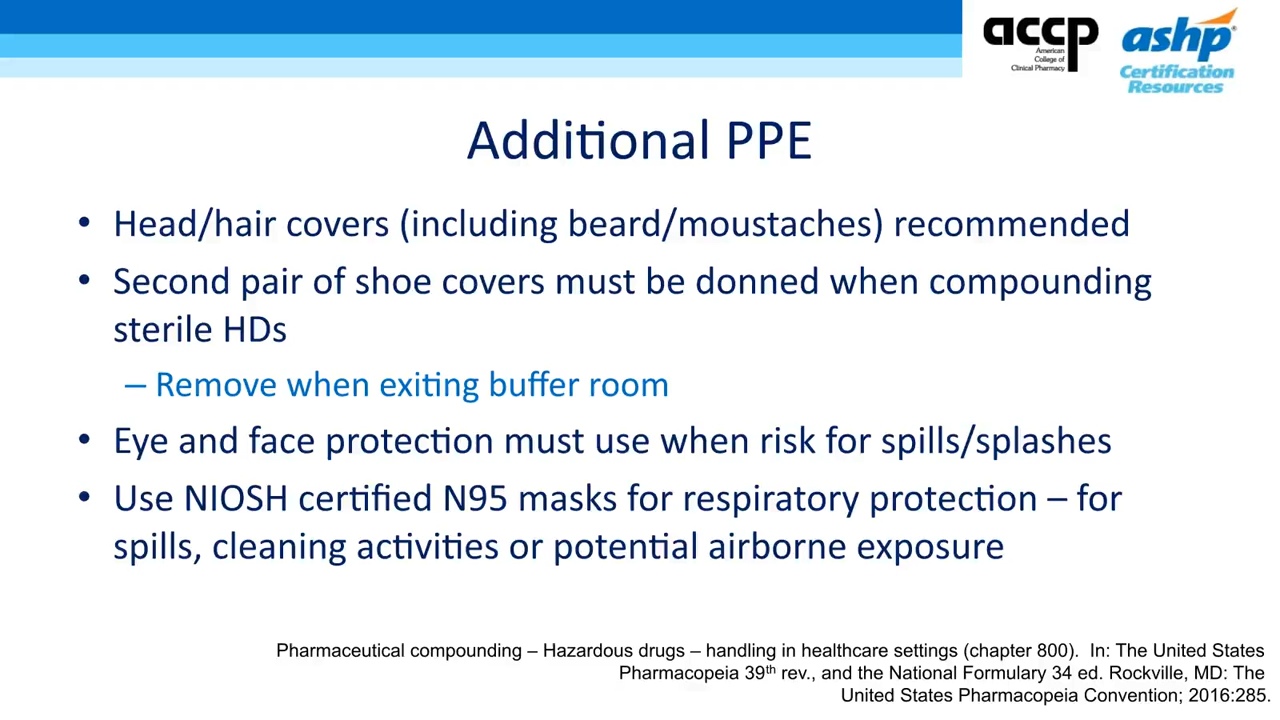 accp
American
College of
Clinical Pharmacy
ashp®
Certification
Resources
Additional PPE
• Head/hair covers (including beard/moustaches) recommended
• Second pair of shoe covers must be donned when compounding
sterile HDs
– Remove when exiting buffer room
• Eye and face protection must use when risk for spills/splashes
• Use NIOSH certified N95 masks for respiratory protection – for
spills, cleaning activities or potential airborne exposure
Pharmaceutical compounding – Hazardous drugs – handling in healthcare settings (chapter 800). In: The United States
Pharmacopeia 39th rev., and the National Formulary 34 ed. Rockville, MD: The
United States Pharmacopeia Convention; 2016:285.